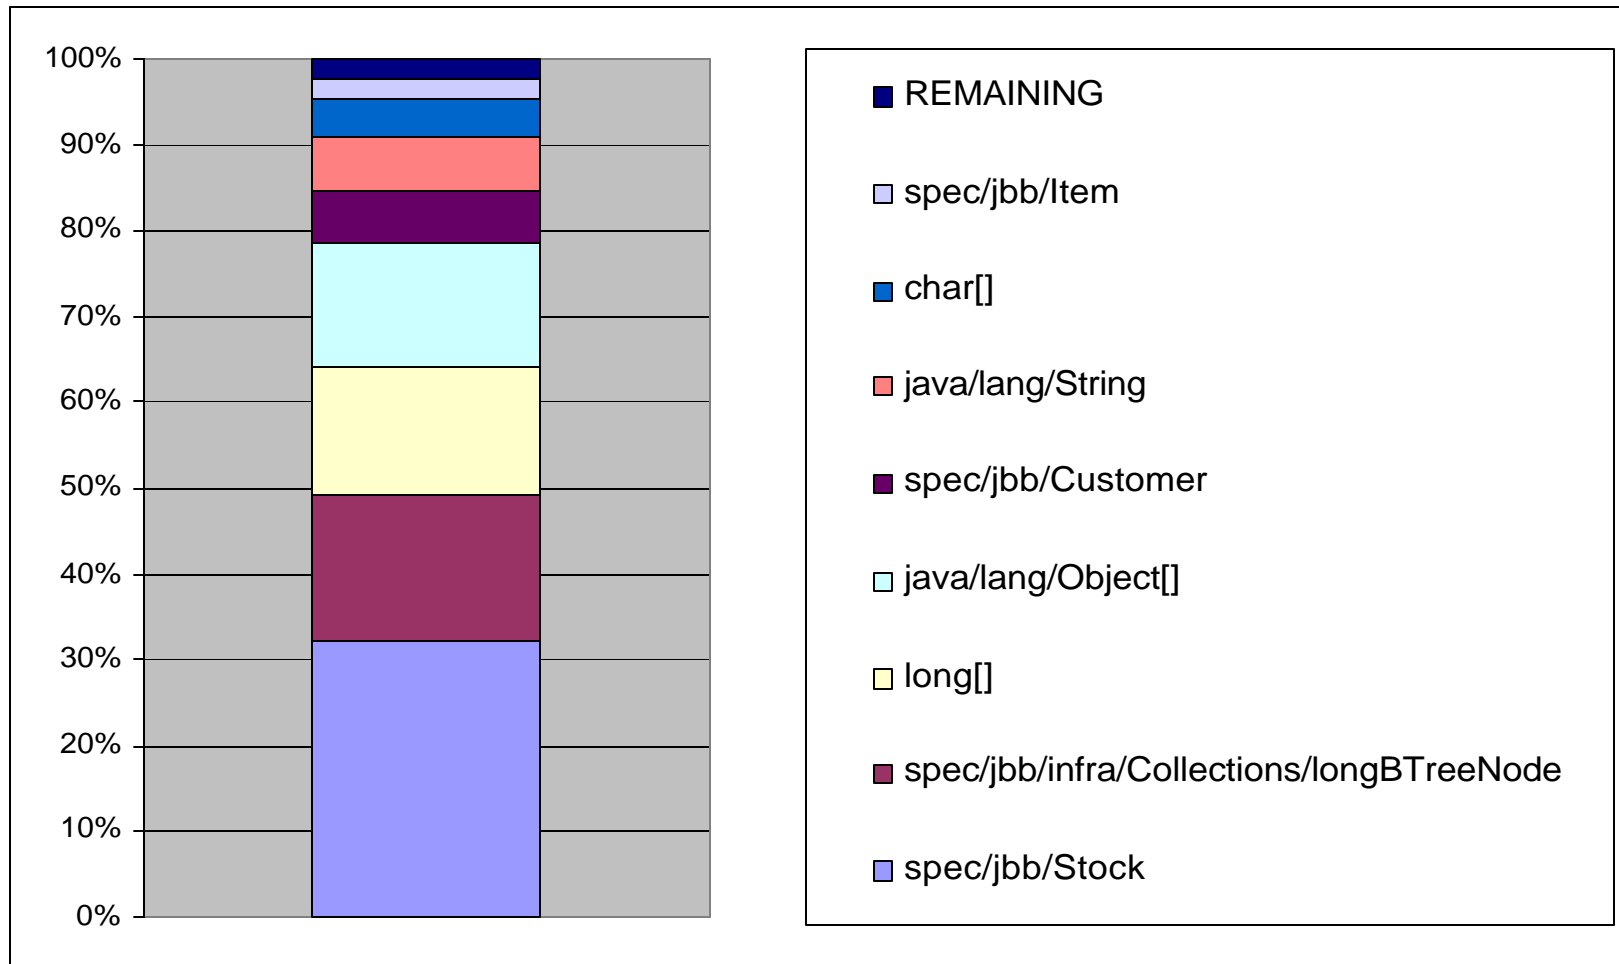 100%
90%
80%
70%
60%
50%
40%
30%
20%
10%
0%
REMAINING
spec/jbb/Item
char[]
java/lang/String
spec/jbb/Customer
java/lang/Object[]
long[]
spec/jbb/infra/Collections/longBTreeNode
spec/jbb/Stock